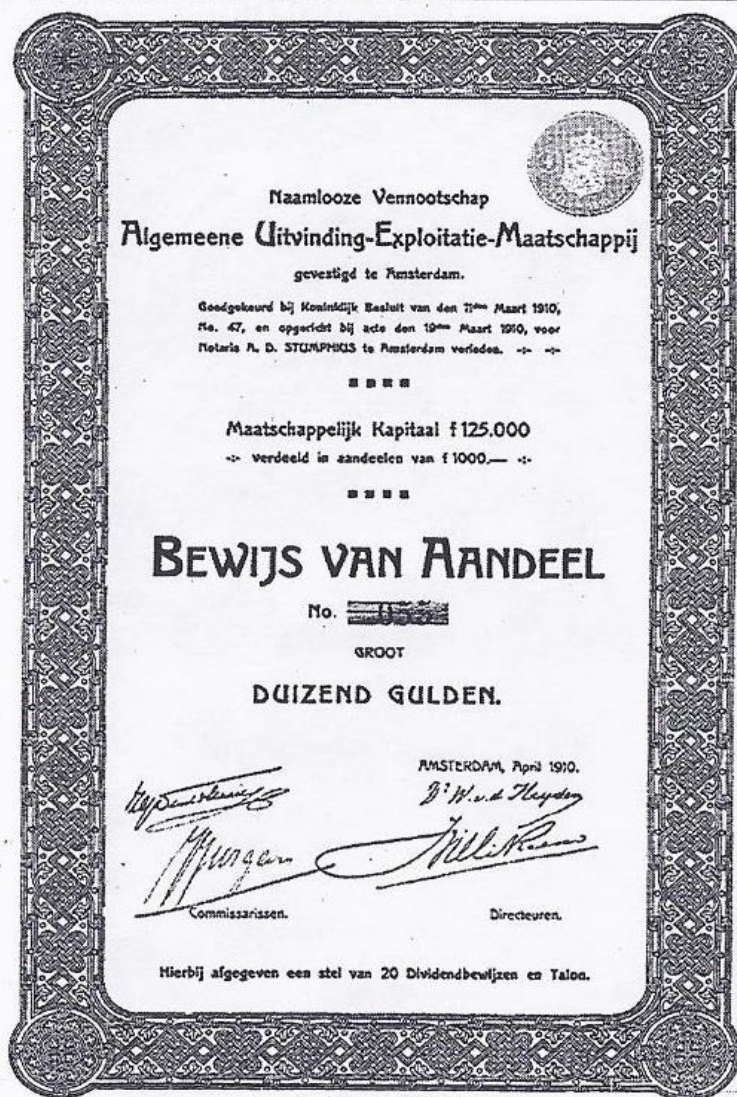 Naamlooze Vennootschap
Algemeene Uitvinding-Exploitatie-Maatschappij
gevestigd te Amsterdam.
Goedgekeurd bij Koninklijk Besluit van den 11den Maart 1910,
No. 47, en opgericht bij acte den 19den Maart 1910, voor
Notaris A. D. STUMPHIUS te Amsterdam verleden.
Maatschappelijk Kapitaal f 125.000
verdeeld in aandeelen van f 1000.—
BEWIJS VAN AANDEEL
No.
GROOT
DUIZEND GULDEN.
AMSTERDAM, April 1910.
Dr. W. v. d. Heyden
Jurgens
Commissarissen.
Directeuren.
Hierbij afgegeven een stel van 20 Dividendbewijzen en Talon.